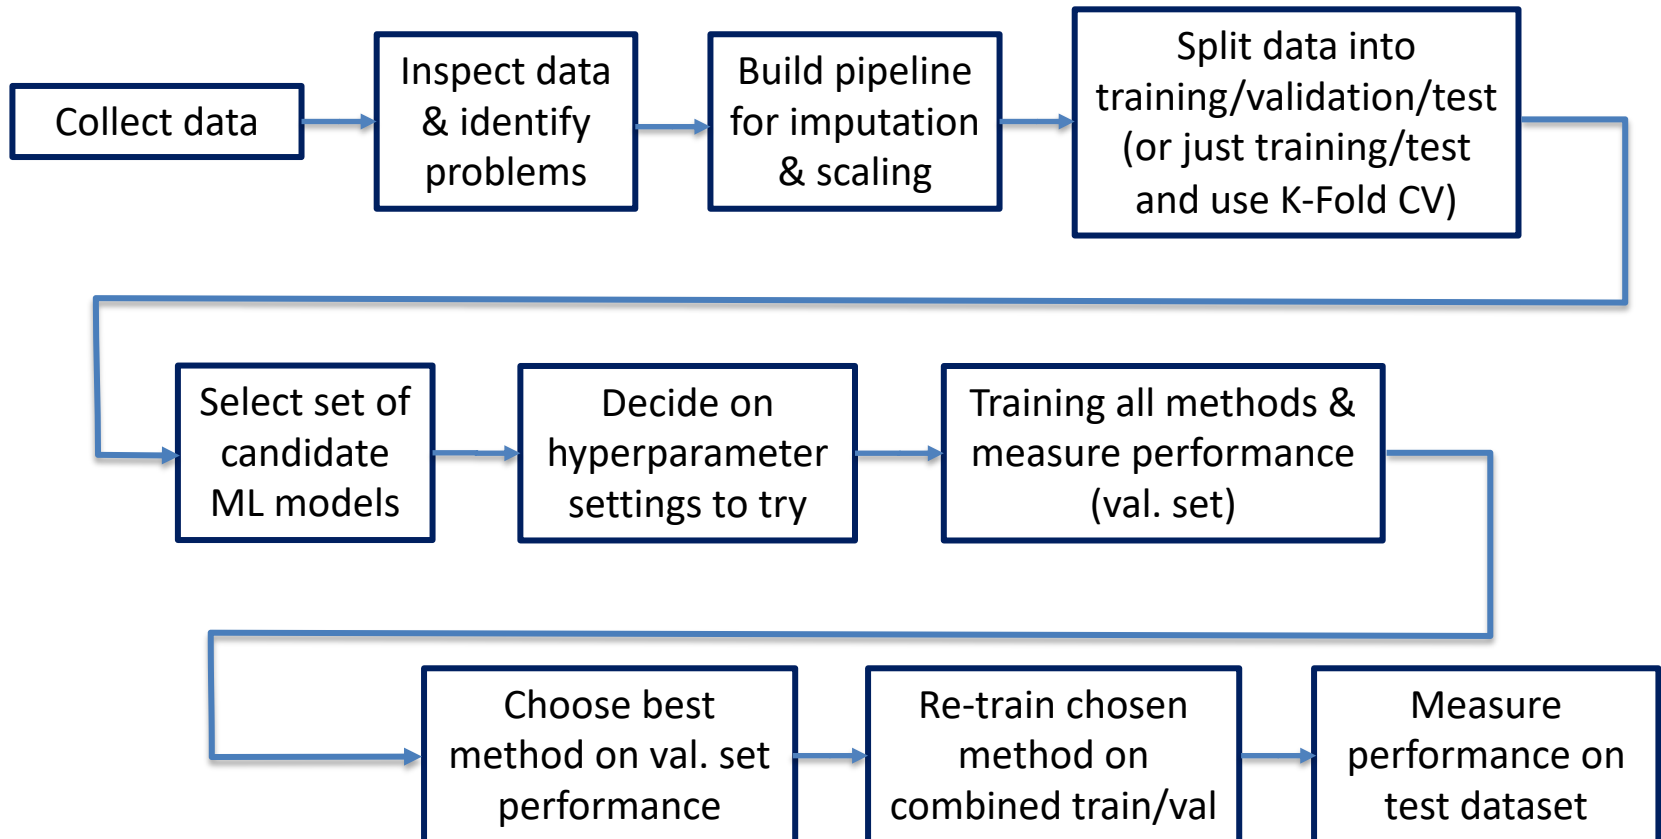 Collect data
Inspect data
& identify
problems
Build pipeline
for imputation
& scaling
Split data into
training/validation/test
(or just training/test
and use K-Fold CV)
Select set of
candidate
ML models
Decide on
hyperparameter
settings to try
Training all methods &
measure performance
(val. set)
Choose best
method on val. set
performance
Re-train chosen
method on
combined train/val
Measure
performance on
test dataset